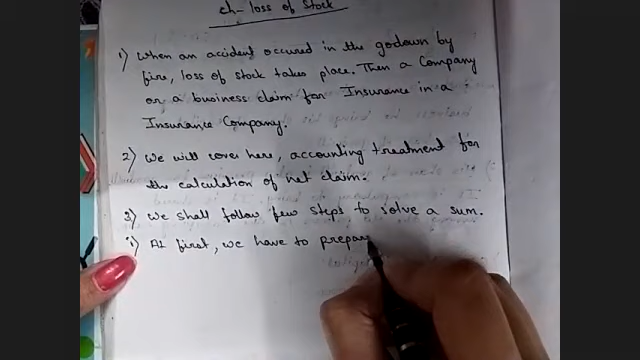 ch- loss of Stock
1) When an accident occured in the godown by
fire, loss of stock takes place. Then a Company
or a business claim for Insurance in a
Insurance Company.
2) We will cover here, accounting treatment for
the calculation of net claim.
3) We shall follow few steps to solve a sum.
i) At first, we have to prepar